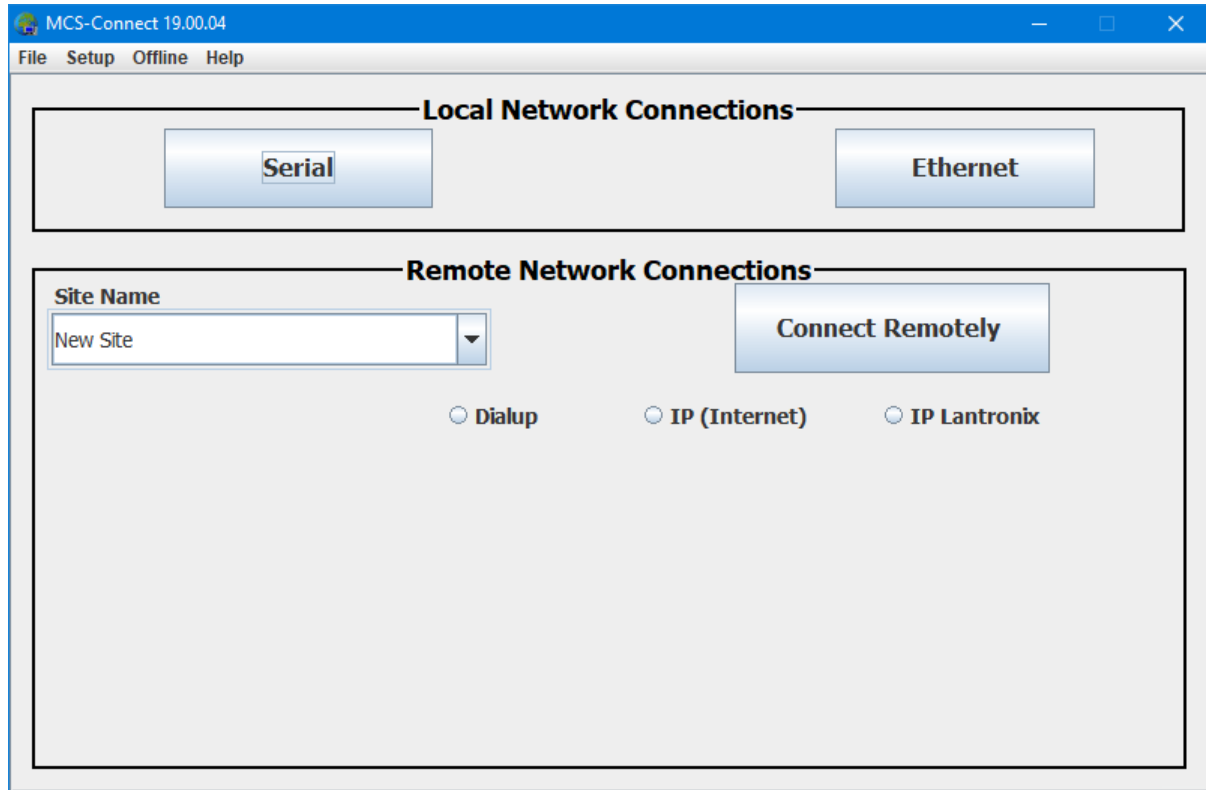 MCS-Connect 19.00.04
File Setup Offline Help
Local Network Connections
Serial Ethernet
Remote Network Connections
Site Name
New Site
Connect Remotely
Dialup IP (Internet) IP Lantronix